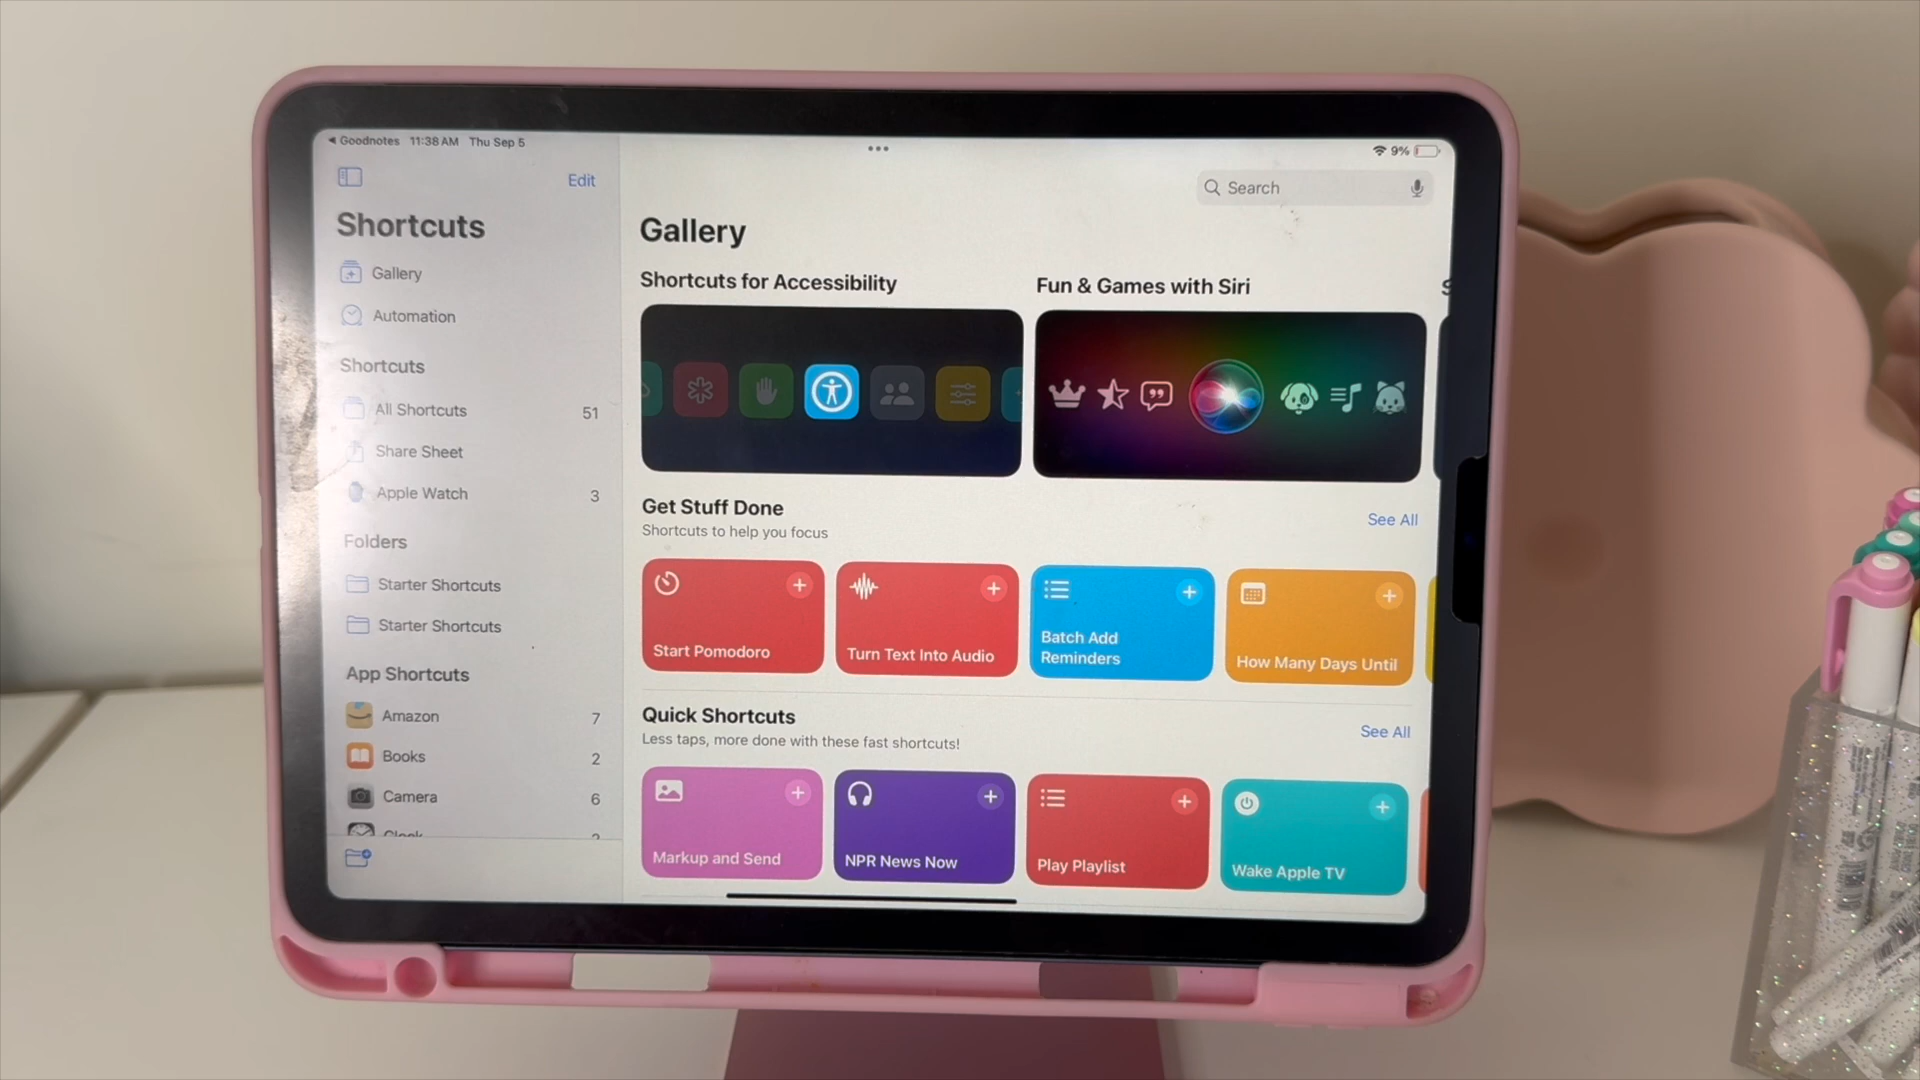 Goodnotes 11:38 AM Thu Sep 5
9%
Edit
Shortcuts
Gallery
Automation
Shortcuts
All Shortcuts 51
Share Sheet
Apple Watch 3
Folders
Starter Shortcuts
Starter Shortcuts
App Shortcuts
Amazon 7
Books 2
Camera 6
Clock
Search
Gallery
Shortcuts for Accessibility
Fun & Games with Siri
Get Stuff Done
See All
Shortcuts to help you focus
Start Pomodoro
Turn Text Into Audio
Batch Add
Reminders
How Many Days Until
Quick Shortcuts
See All
Less taps, more done with these fast shortcuts!
Markup and Send
NPR News Now
Play Playlist
Wake Apple TV